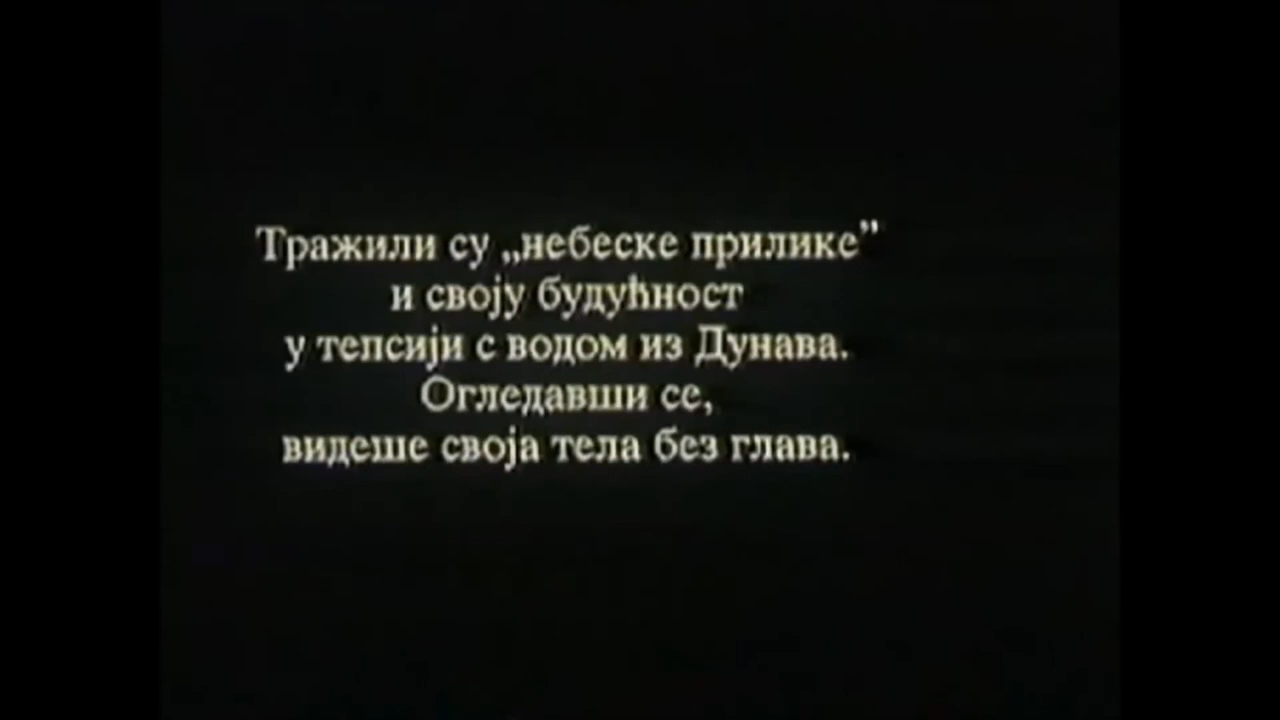 Тражили су „небеске прилике”
и своју будућност
у тепсији с водом из Дунава.
Огледавши се,
видеше своја тела без глава.